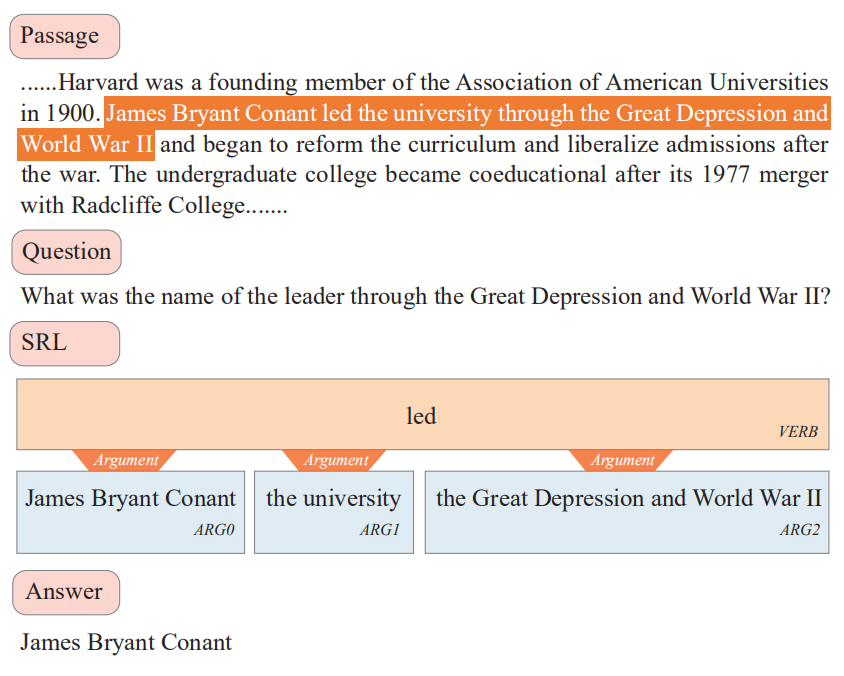 Passage
......Harvard was a founding member of the Association of American Universities
in 1900. James Bryant Conant led the university through the Great Depression and
World War II and began to reform the curriculum and liberalize admissions after
the war. The undergraduate college became coeducational after its 1977 merger
with Radcliffe College.......
Question
What was the name of the leader through the Great Depression and World War II?
SRL
led
VERB
Argument Argument Argument
James Bryant Conant the university the Great Depression and World War II
ARG0 ARG1 ARG2
Answer
James Bryant Conant